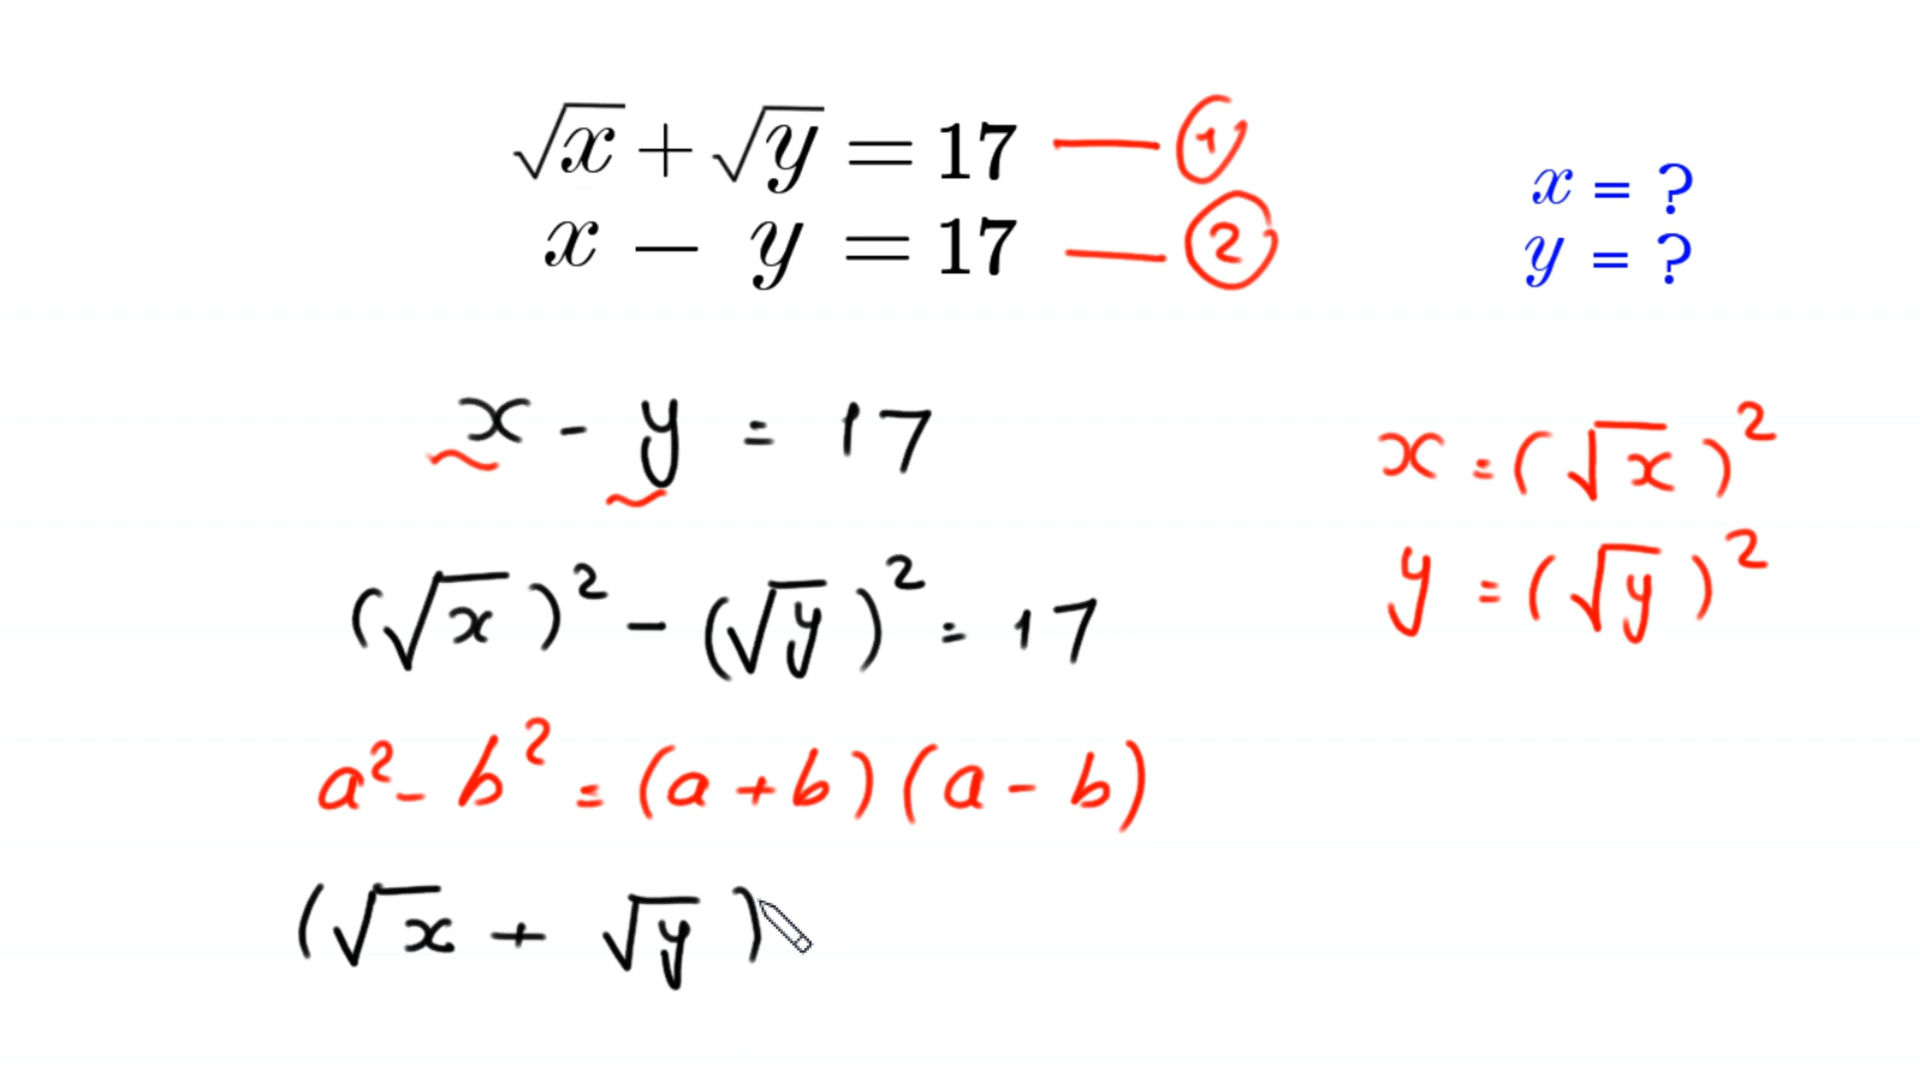 √x + √y = 17 — 1
x − y = 17 — 2
x = ?
y = ?
x - y = 17
x = (√x)²
(√x)² - (√y)² = 17
y = (√y)²
a² - b² = (a + b)(a - b)
(√x + √y)